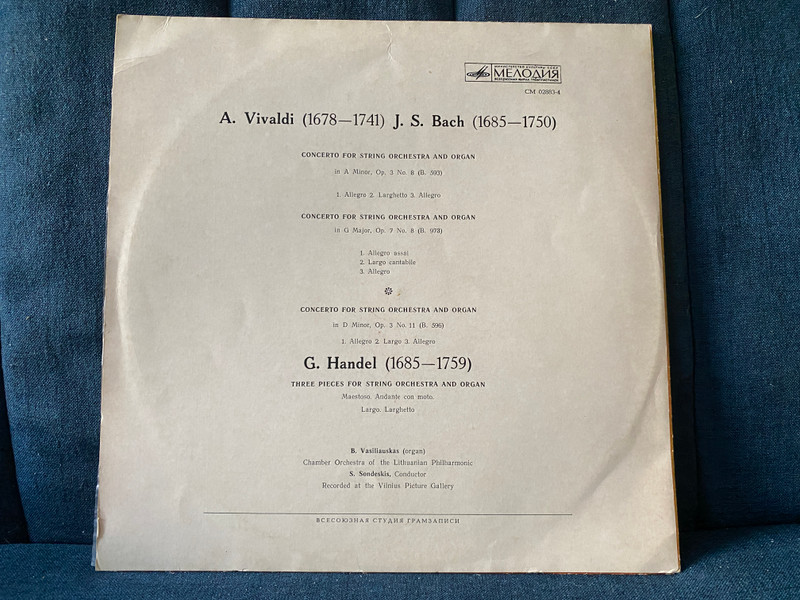 МИНИСТЕРСТВО КУЛЬТУРЫ СССР
МЕЛОДИЯ
CM 02883-4
A. Vivaldi (1678—1741) J. S. Bach (1685—1750)
CONCERTO FOR STRING ORCHESTRA AND ORGAN
in A Minor, Op. 3 No. 8 (B. 593)
1. Allegro 2. Larghetto 3. Allegro
CONCERTO FOR STRING ORCHESTRA AND ORGAN
in G Major, Op. 7 No. 8 (B. 973)
1. Allegro assai
2. Largo cantabile
3. Allegro
CONCERTO FOR STRING ORCHESTRA AND ORGAN
in D Minor, Op. 3 No. 11 (B. 596)
1. Allegro 2. Largo 3. Allegro
G. Handel (1685—1759)
THREE PIECES FOR STRING ORCHESTRA AND ORGAN
Maestoso. Andante con moto.
Largo. Larghetto
B. Vasiliauskas (organ)
Chamber Orchestra of the Lithuanian Philharmonic
S. Sondeskis, Conductor
Recorded at the Vilnius Picture Gallery
ВСЕСОЮЗНАЯ СТУДИЯ ГРАМЗАПИСИ